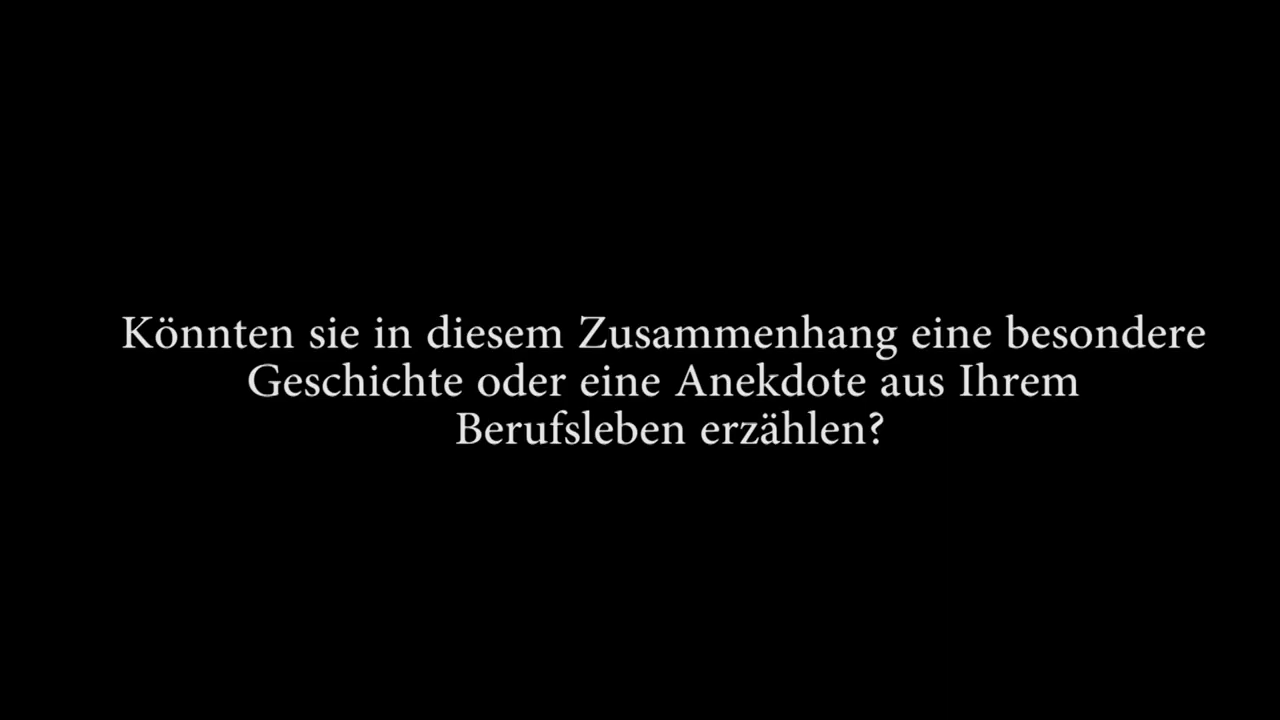 Könnten sie in diesem Zusammenhang eine besondere
Geschichte oder eine Anekdote aus Ihrem
Berufsleben erzählen?